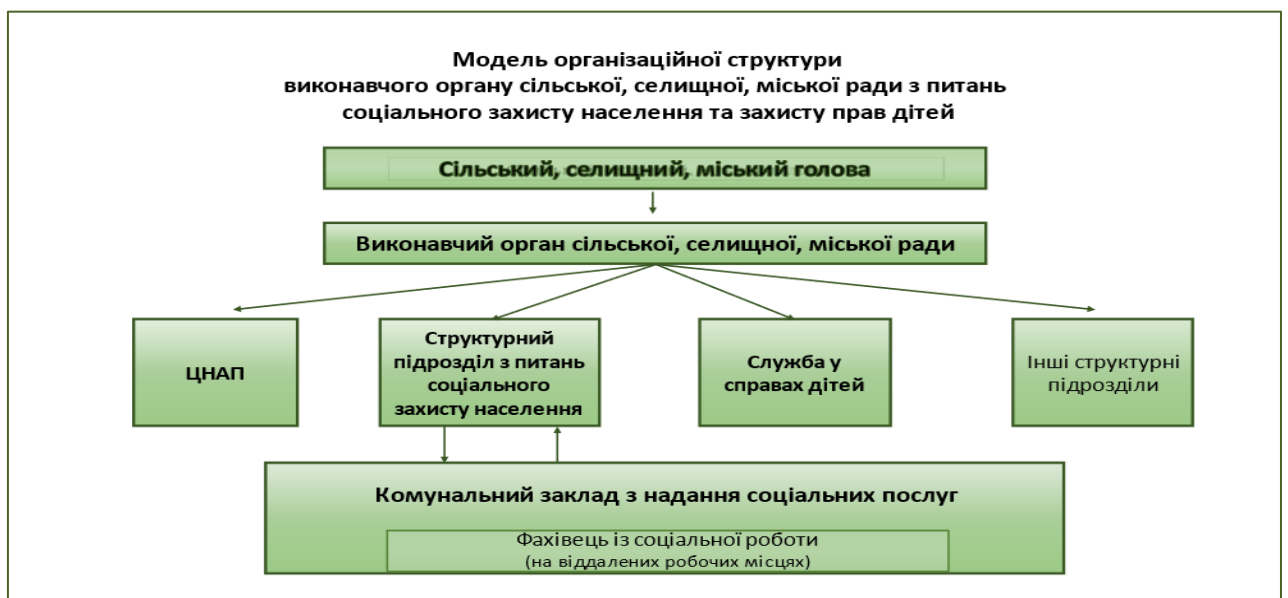 Модель організаційної структури
виконавчого органу сільської, селищної, міської ради з питань
соціального захисту населення та захисту прав дітей
Сільський, селищний, міський голова
Виконавчий орган сільської, селищної, міської ради
ЦНАП
Структурний
підрозділ з питань
соціального
захисту населення
Служба у
справах дітей
Інші структурні
підрозділи
Комунальний заклад з надання соціальних послуг
Фахівець із соціальної роботи
(на віддалених робочих місцях)